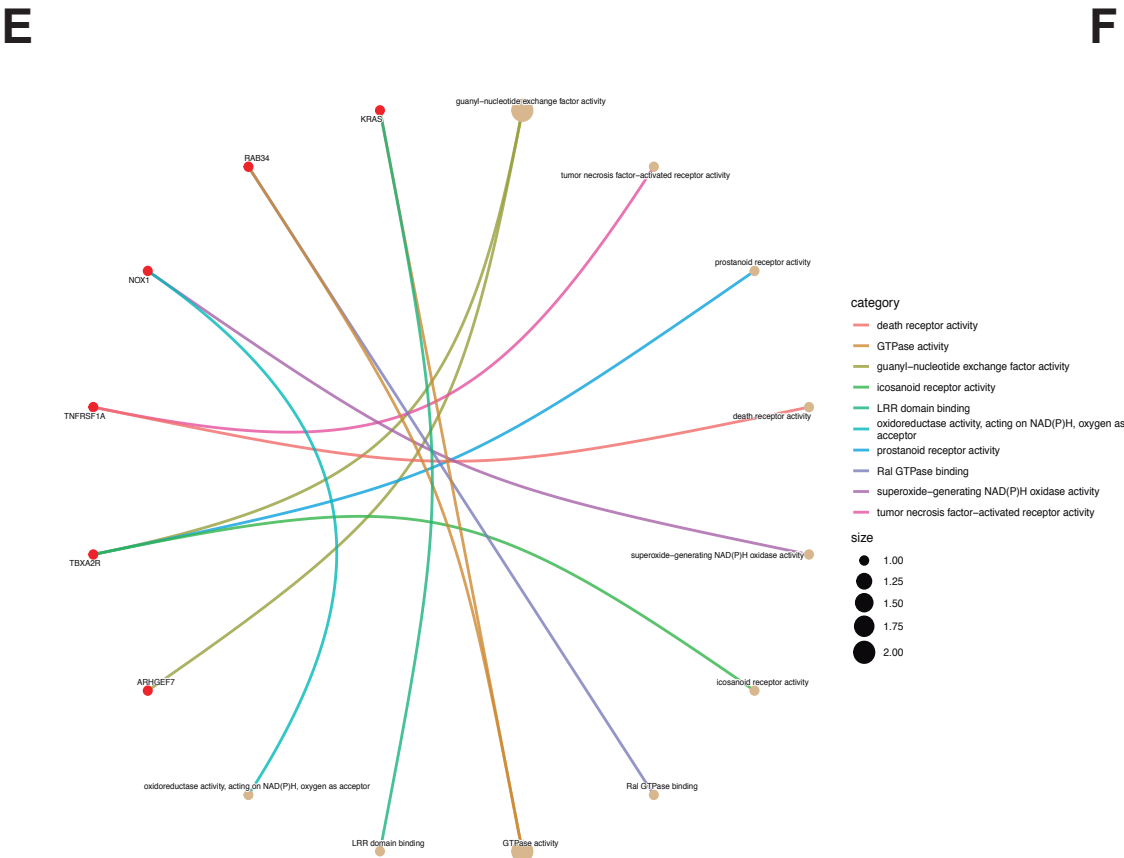 E
F
guanyl−nucleotide exchange factor activity
KRAS
RAB34
tumor necrosis factor−activated receptor activity
prostanoid receptor activity
NOX1
TNFRSF1A
death receptor activity
superoxide−generating NAD(P)H oxidase activity
TBXA2R
ARHGEF7
icosanoid receptor activity
oxidoreductase activity, acting on NAD(P)H, oxygen as acceptor
Ral GTPase binding
LRR domain binding
GTPase activity
category
death receptor activity
GTPase activity
guanyl−nucleotide exchange factor activity
icosanoid receptor activity
LRR domain binding
oxidoreductase activity, acting on NAD(P)H, oxygen as
acceptor
prostanoid receptor activity
Ral GTPase binding
superoxide−generating NAD(P)H oxidase activity
tumor necrosis factor−activated receptor activity
size
1.00
1.25
1.50
1.75
2.00